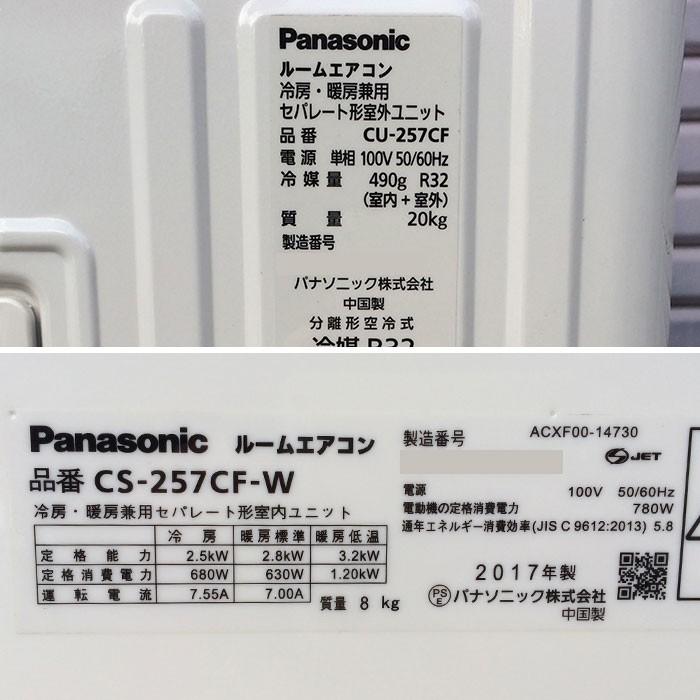 Panasonic
ルームエアコン
冷房・暖房兼用
セパレート形室外ユニット
品番 CU-257CF
電源 単相 100V 50/60Hz
冷媒量 490g R32
(室内+室外)
質量 20kg
製造番号
パナソニック株式会社
中国製
分離形空冷式
冷媒 R32
Panasonic ルームエアコン
品番 CS-257CF-W
冷房・暖房兼用セパレート形室内ユニット
冷房 暖房標準 暖房低温
定格能力 2.5kW 2.8kW 3.2kW
定格消費電力 680W 630W 1.20kW
運転電流 7.55A 7.00A
質量 8 kg
製造番号 ACXF00-14730
JET
電源 100V 50/60Hz
電動機の定格消費電力 780W
通年エネルギー消費効率(JIS C 9612:2013) 5.8
2017年製
PS E パナソニック株式会社
中国製